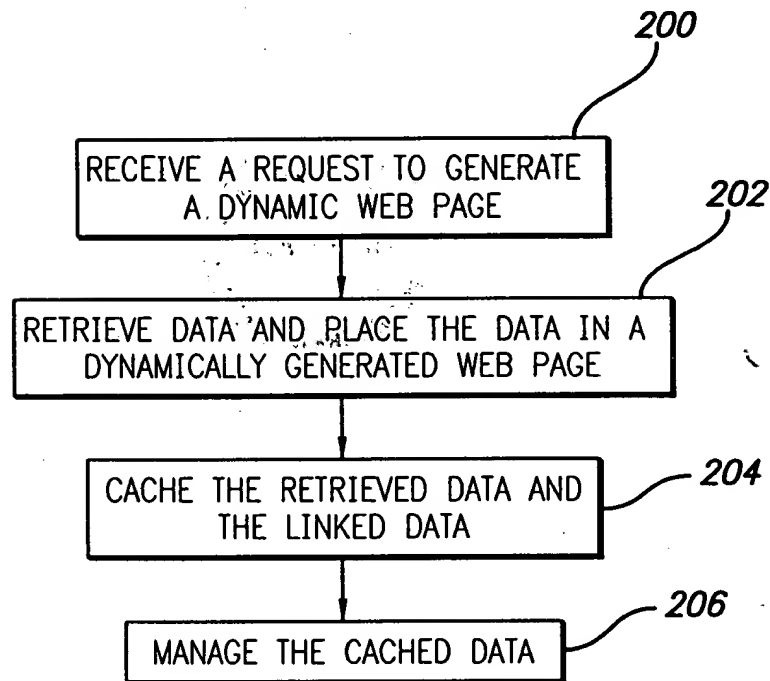 200
RECEIVE A REQUEST TO GENERATE
A DYNAMIC WEB PAGE
202
RETRIEVE DATA AND PLACE THE DATA IN A
DYNAMICALLY GENERATED WEB PAGE
204
CACHE THE RETRIEVED DATA AND
THE LINKED DATA
206
MANAGE THE CACHED DATA